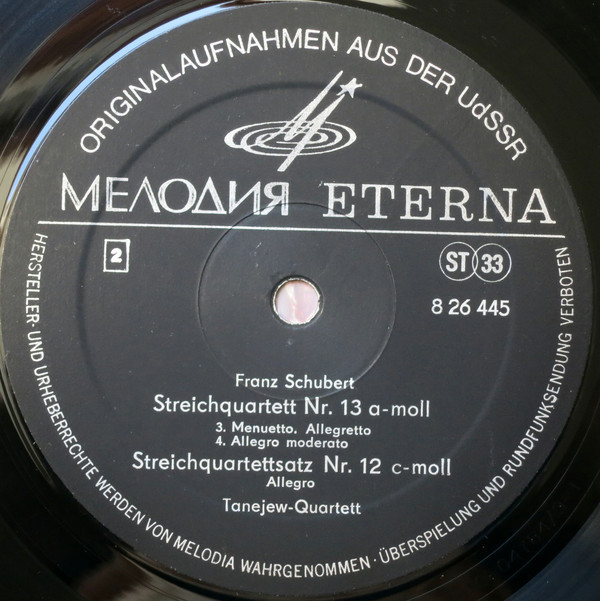 ORIGINALAUFNAHMEN AUS DER UdSSR
МЕЛОДИЯ ETERNA
2
ST 33
8 26 445
Franz Schubert
Streichquartett Nr. 13 a-moll
3. Menuetto. Allegretto
4. Allegro moderato
Streichquartettsatz Nr. 12 c-moll
Allegro
Tanejew-Quartett
HERSTELLER- UND URHEBERRECHTE WERDEN VON MELODIA WAHRGENOMMEN · ÜBERSPIELUNG UND RUNDFUNKSENDUNG VERBOTEN